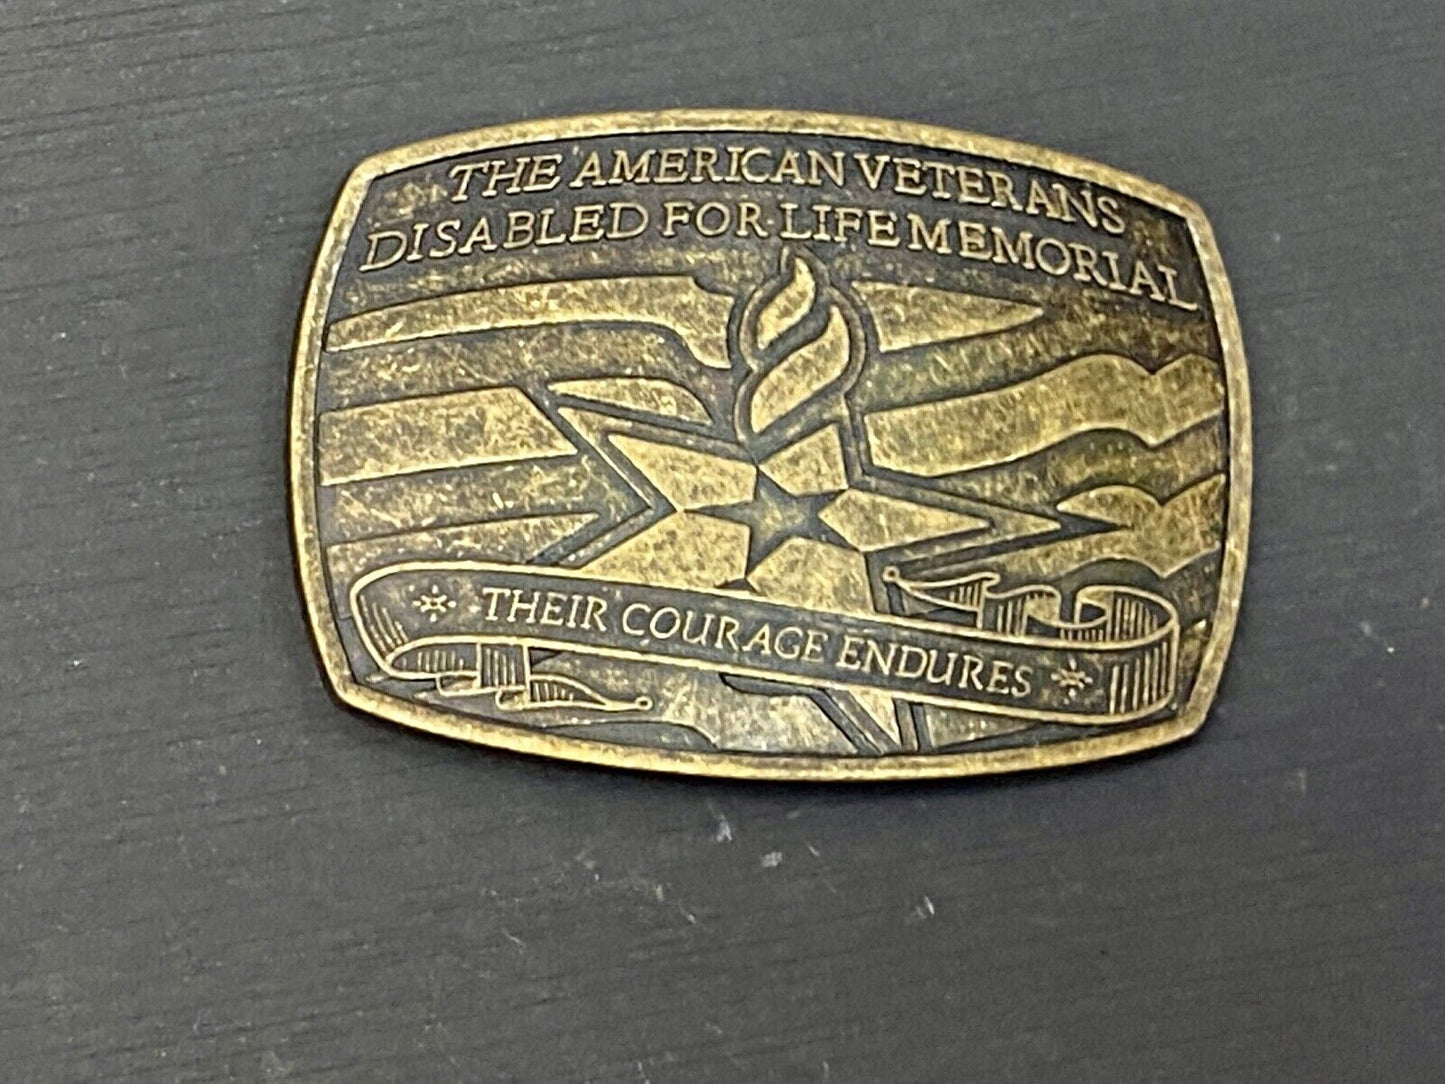 THE AMERICAN VETERANS
DISABLED FOR LIFE MEMORIAL
THEIR COURAGE ENDURES